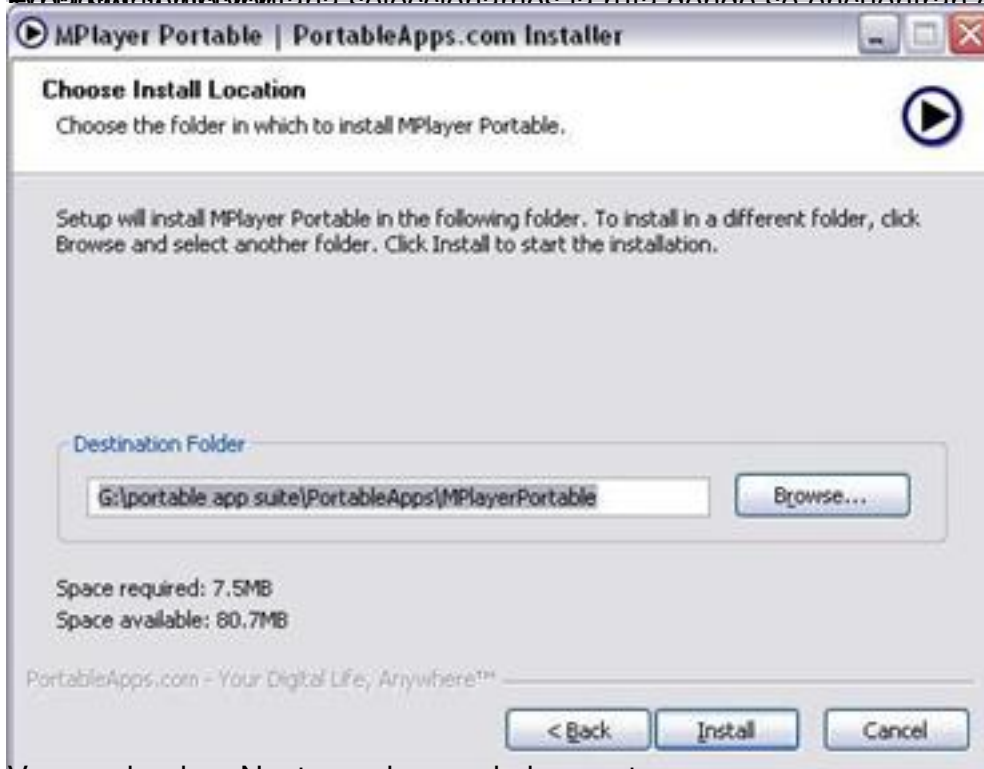 MPlayer Portable | PortableApps.com Installer
Choose Install Location
Choose the folder in which to install MPlayer Portable.
Setup will install MPlayer Portable in the following folder. To install in a different folder, click
Browse and select another folder. Click Install to start the installation.
Destination Folder
G:\portable app suite\PortableApps\MPlayerPortable
Browse...
Space required: 7.5MB
Space available: 80.7MB
PortableApps.com - Your Digital Life, Anywhere™
< Back Install Cancel